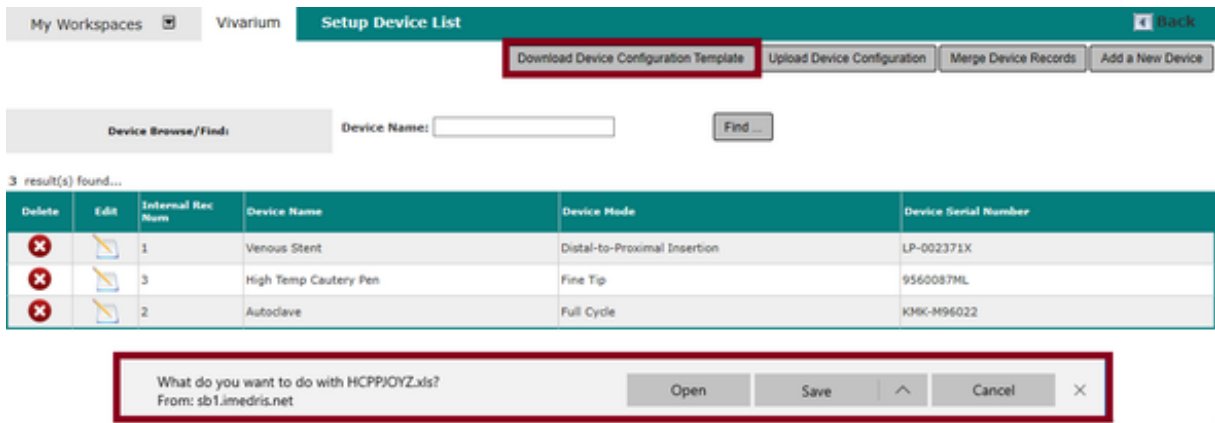 My Workspaces Vivarium Setup Device List Back
Download Device Configuration Template Upload Device Configuration Merge Device Records Add a New Device
Device Browse/Find: Device Name: Find ...
3 result(s) found...
Delete Edit Internal Rec Num Device Name Device Mode Device Serial Number
1 Venous Stent Distal-to-Proximal Insertion LP-002371X
3 High Temp Cautery Pen Fine Tip 9560087ML
2 Autoclave Full Cycle KMK-M96022
What do you want to do with HCPPJOYZ.xls?
From: sb1.imedris.net
Open Save Cancel